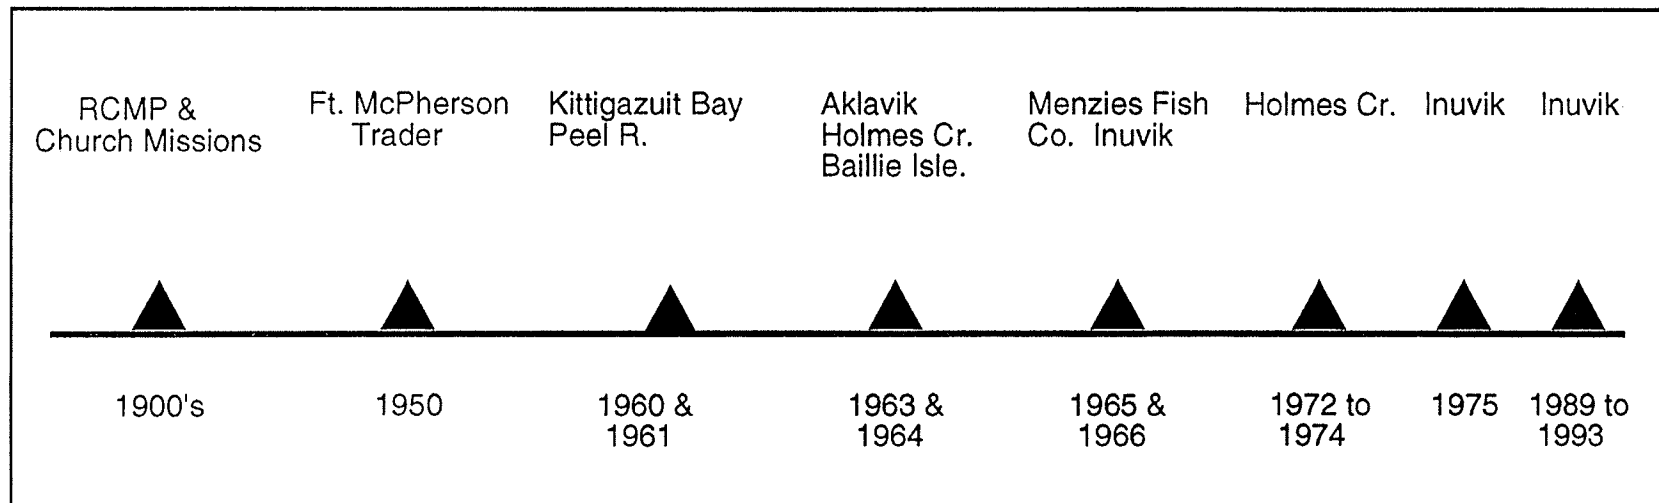 RCMP &
Church Missions
Ft. McPherson
Trader
Kittigazuit Bay
Peel R.
Aklavik
Holmes Cr.
Baillie Isle.
Menzies Fish
Co. Inuvik
Holmes Cr.
Inuvik
Inuvik
1900's
1950
1960 &
1961
1963 &
1964
1965 &
1966
1972 to
1974
1975
1989 to
1993